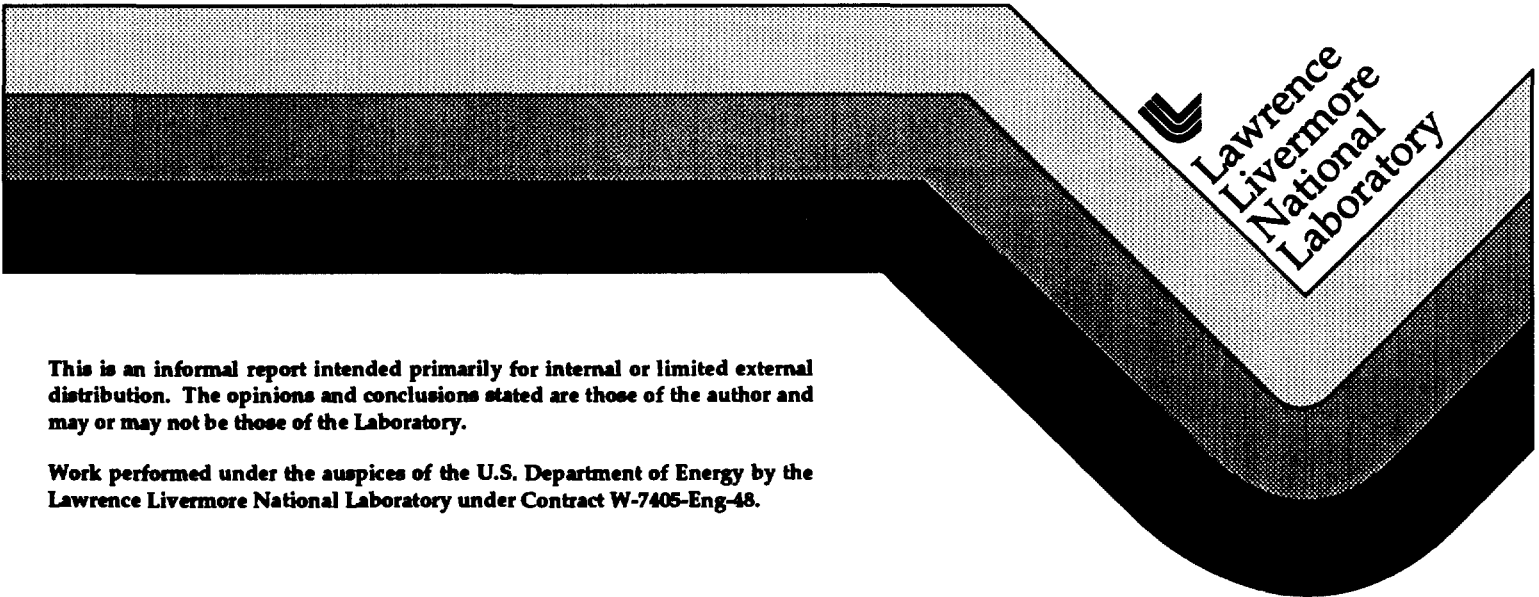 Lawrence
Livermore
National
Laboratory
This is an informal report intended primarily for internal or limited external
distribution. The opinions and conclusions stated are those of the author and
may or may not be those of the Laboratory.
Work performed under the auspices of the U.S. Department of Energy by the
Lawrence Livermore National Laboratory under Contract W-7405-Eng-48.